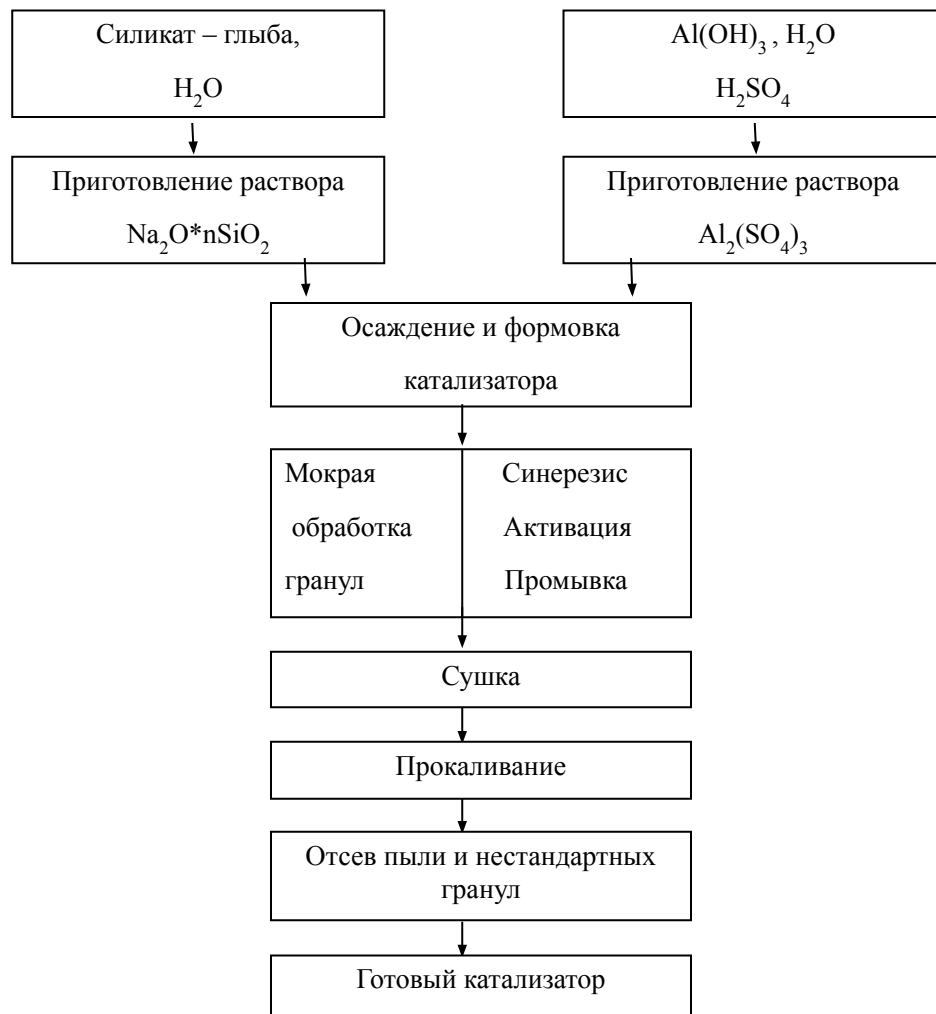 Силикат – глыба,
H₂O
Al(OH)₃ , H₂O
H₂SO₄
Приготовление раствора
Na₂O*nSiO₂
Приготовление раствора
Al₂(SO₄)₃
Осаждение и формовка
катализатора
Мокрая
обработка
гранул
Синерезис
Активация
Промывка
Сушка
Прокаливание
Отсев пыли и нестандартных
гранул
Готовый катализатор